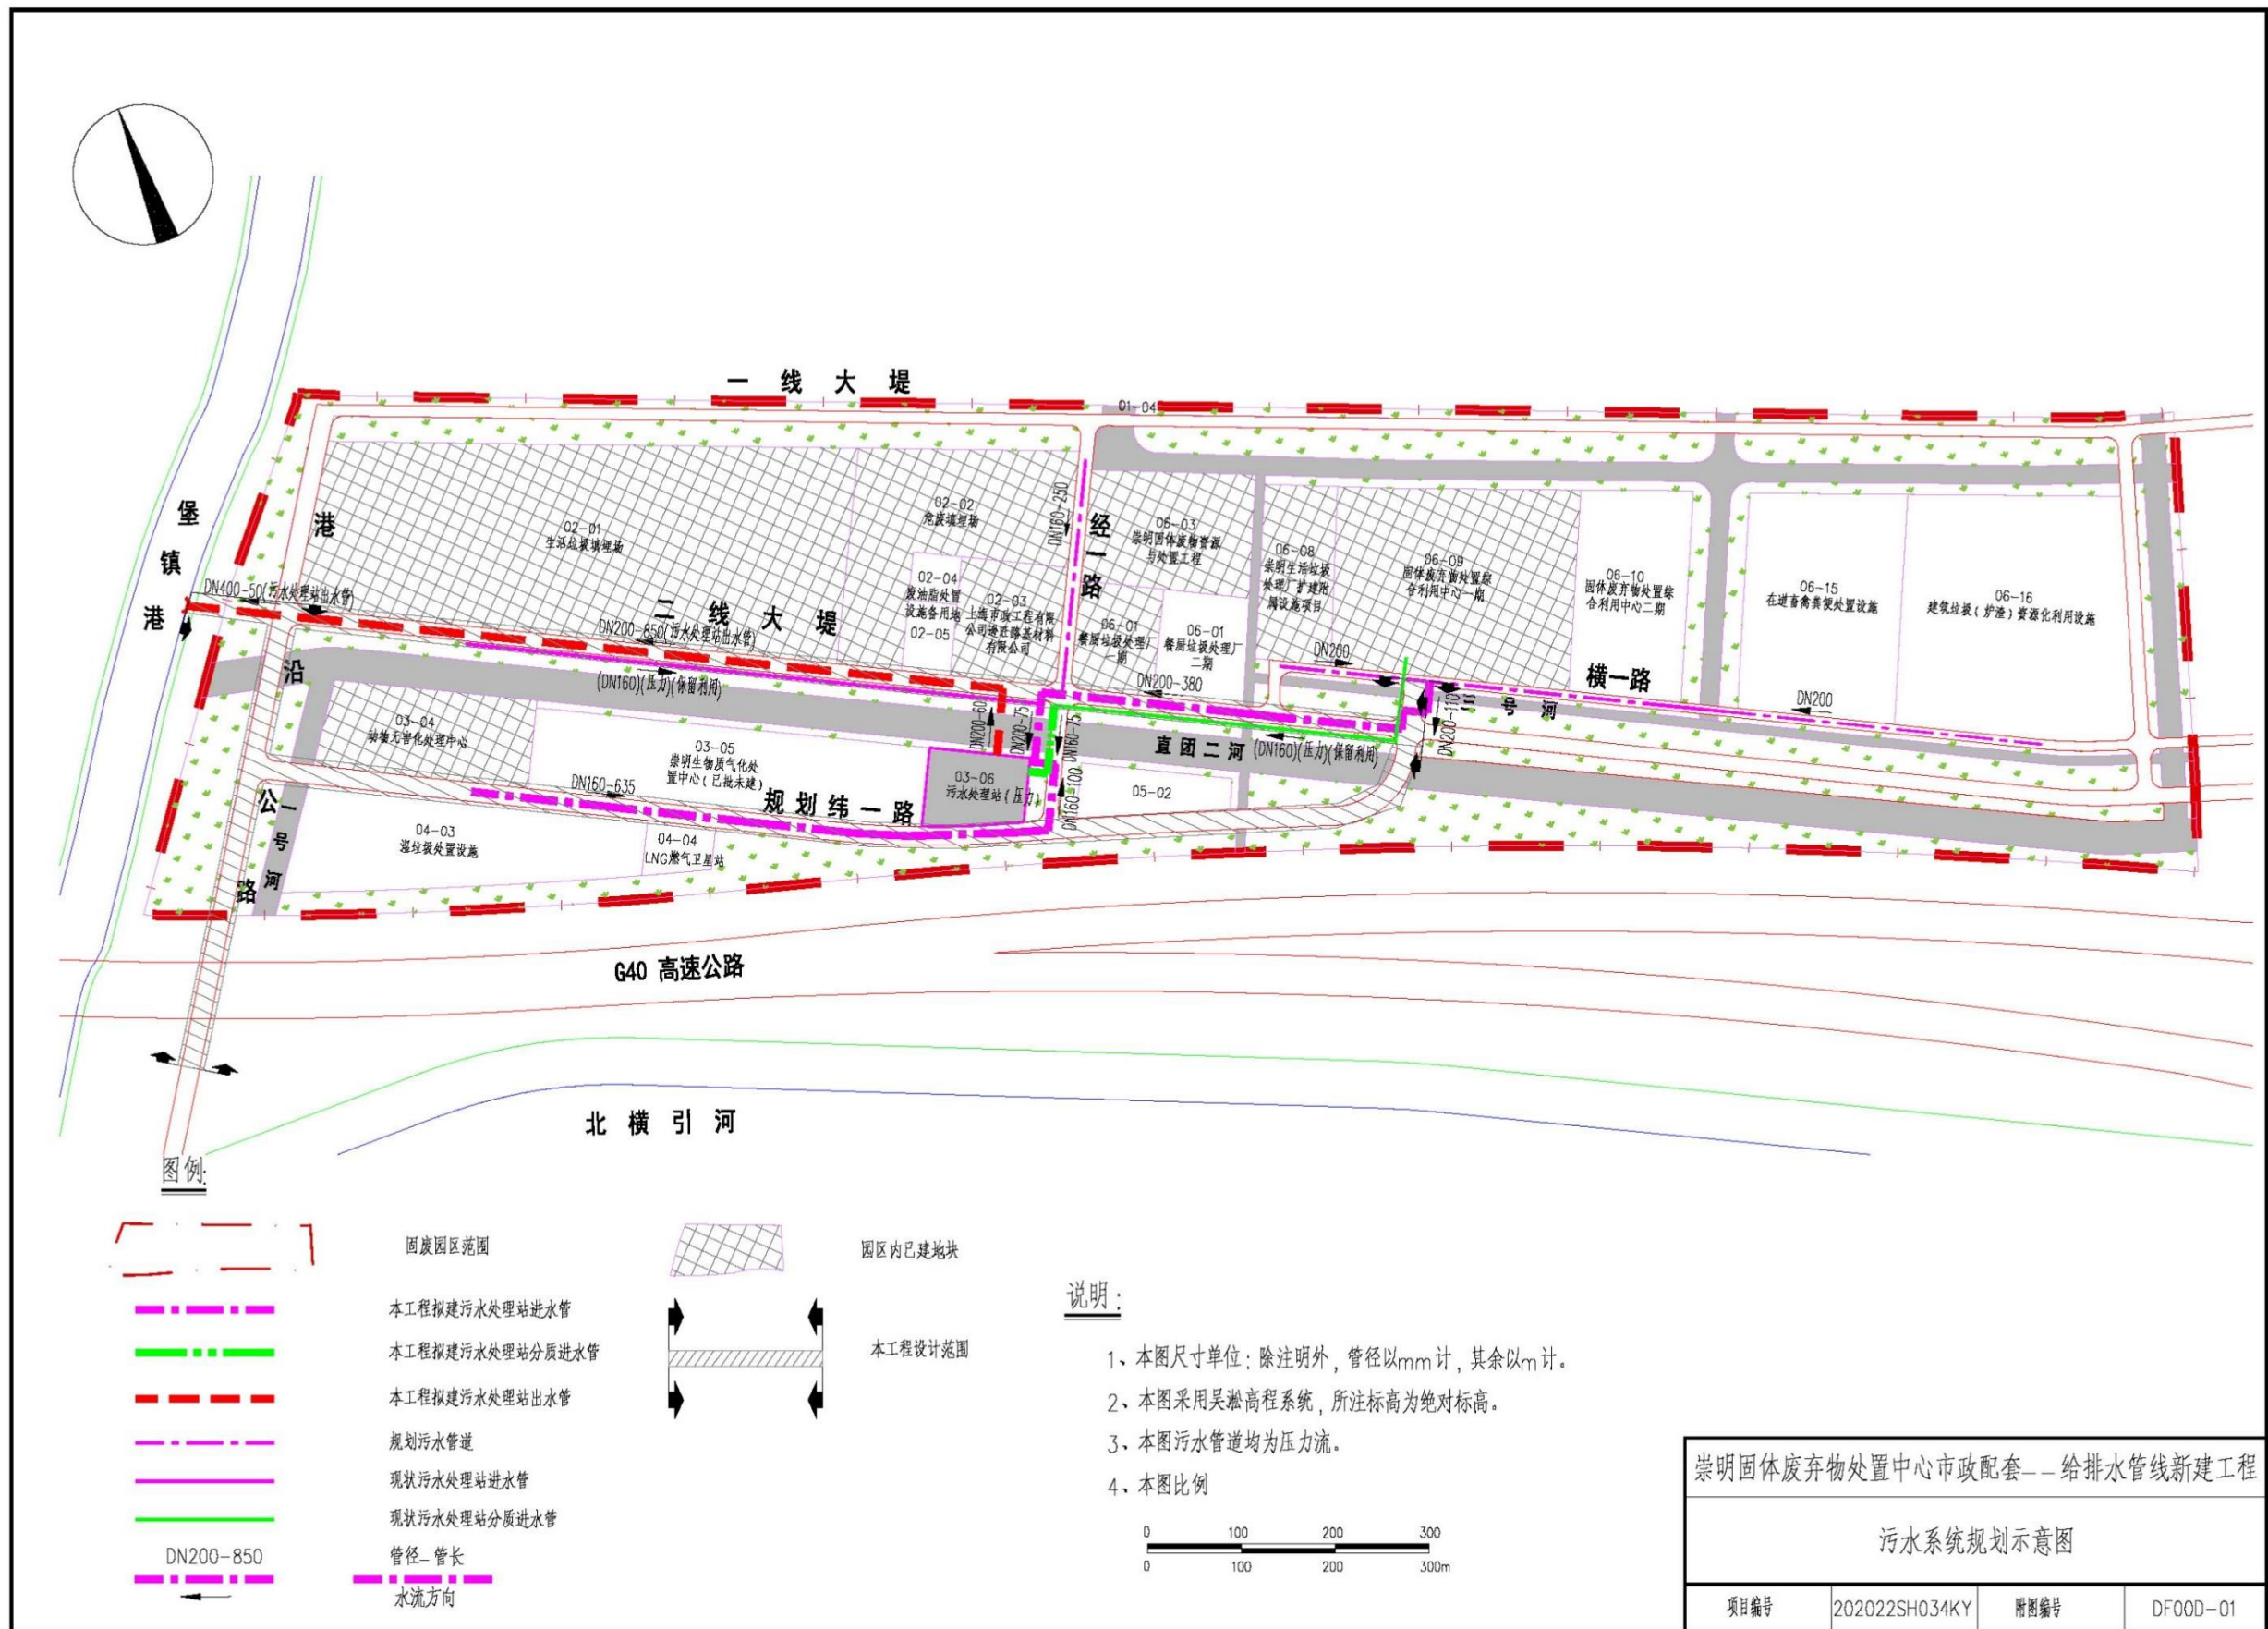 一 线 大 堤
01-04
堡
镇
港
港
沿
公
路
一
号
河
02-01
生活垃圾填埋场
02-02
危废填埋场
02-04
废油脂处置
设施备用地
02-05
02-03
上海市政工程有限
公司道路路基材料
有限公司
DN160-250
经
一
路
06-03
崇明固体废物资源
与处置工程
06-01
餐厨垃圾处理厂
一期
06-01
餐厨垃圾处理厂
二期
06-08
崇明生活垃圾
处理厂扩建附
属设施项目
06-09
固体废弃物处置综
合利用中心一期
06-10
固体废弃物处置综
合利用中心二期
06-15
在道畜禽粪便处置设施
06-16
建筑垃圾(炉渣)资源化利用设施
DN400-50(污水处理站出水管)
二 线 大 堤
DN200-850(污水处理站出水管)
(DN160)(压力)(保留利用)
DN200-60
DN200-75
DN160-75
DN160-100
DN200-380
DN200
DN200
DN200-110
横一路
号 河
直团二河
(DN160)(压力)(保留利用)
03-04
动物无害化处理中心
03-05
崇明生物质气化处
置中心(已批未建)
03-06
污水处理站(压力)
05-02
DN160-635
规划纬一路
04-03
湿垃圾处置设施
04-04
LNG燃气卫星站
G40 高速公路
北 横 引 河
图例:
固废园区范围
园区内已建地块
本工程拟建污水处理站进水管
本工程拟建污水处理站分质进水管
本工程设计范围
本工程拟建污水处理站出水管
规划污水管道
现状污水处理站进水管
现状污水处理站分质进水管
DN200-850
管径-管长
水流方向
说明:
1、本图尺寸单位:除注明外,管径以mm计,其余以m计。
2、本图采用吴淞高程系统,所注标高为绝对标高。
3、本图污水管道均为压力流。
4、本图比例
0 100 200 300
0 100 200 300m
崇明固体废弃物处置中心市政配套——给排水管线新建工程
污水系统规划示意图
项目编号 202022SH034KY 附图编号 DF00D-01